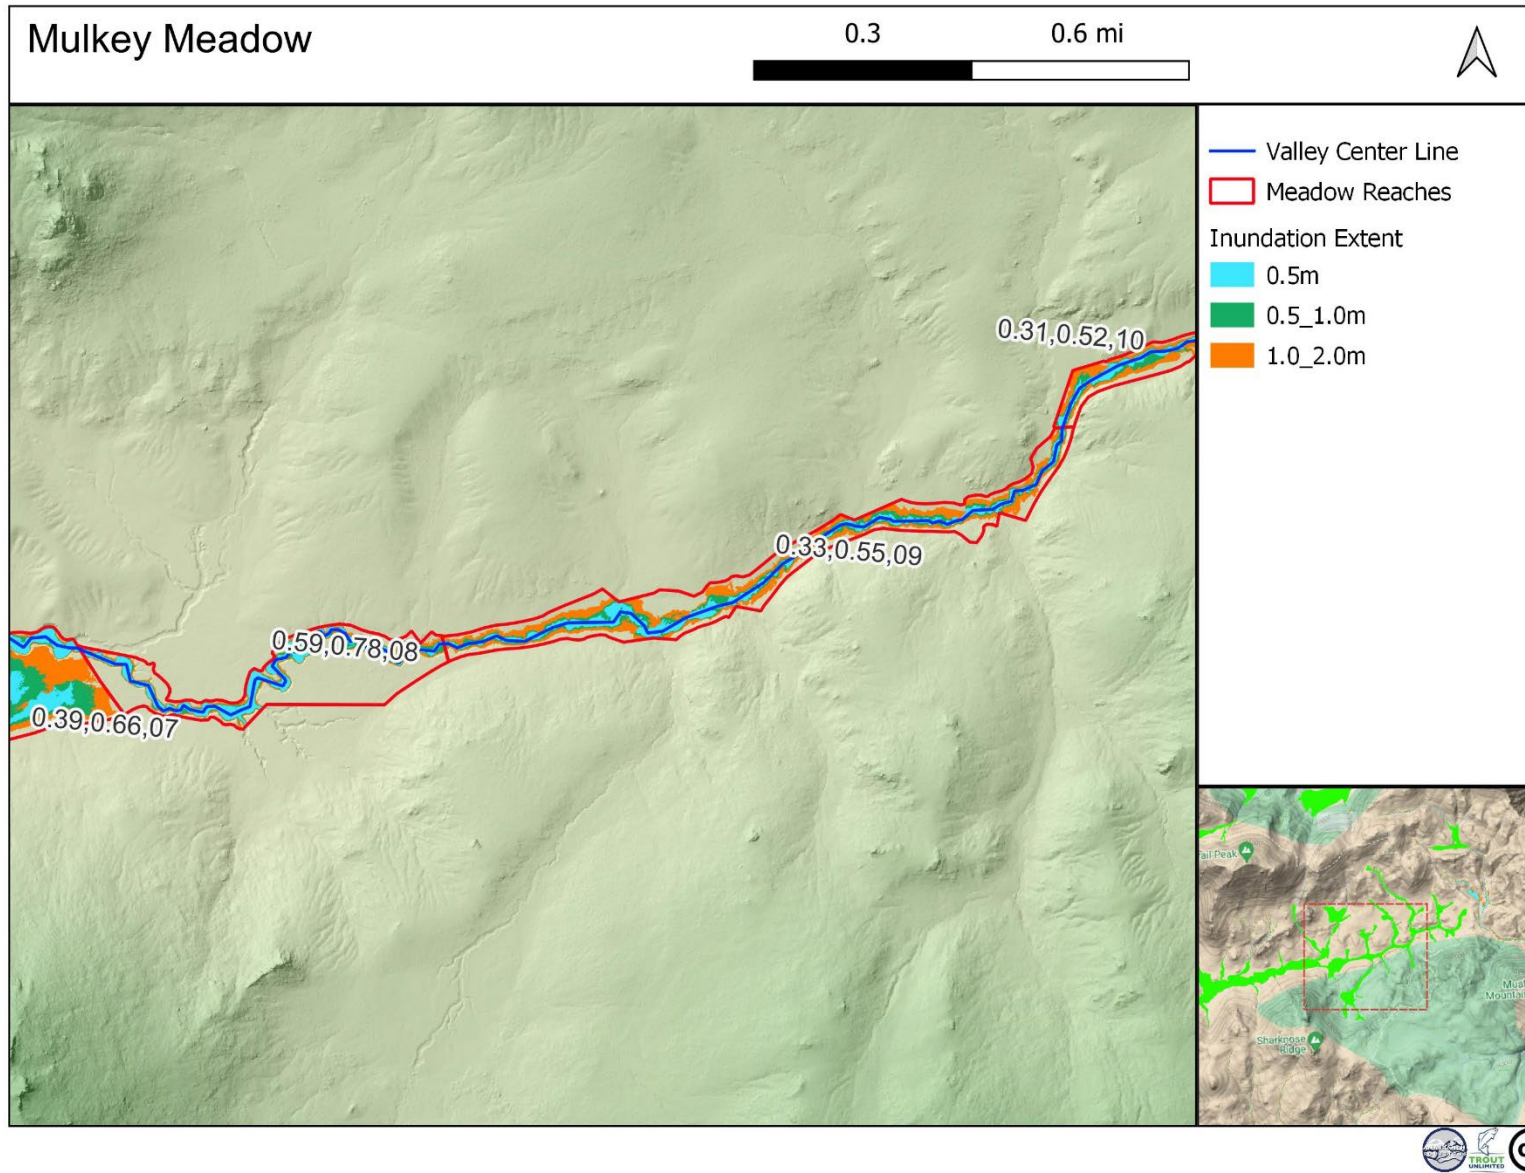 Mulkey Meadow
0.3 0.6 mi
Valley Center Line
Meadow Reaches
Inundation Extent
0.5m
0.5_1.0m
1.0_2.0m
0.31,0.52,10
0.33,0.55,09
0.59,0.78,08
0.39,0.66,07
ail Peak
Sharknose
Ridge
Mountain
TROUT
UNLIMITED